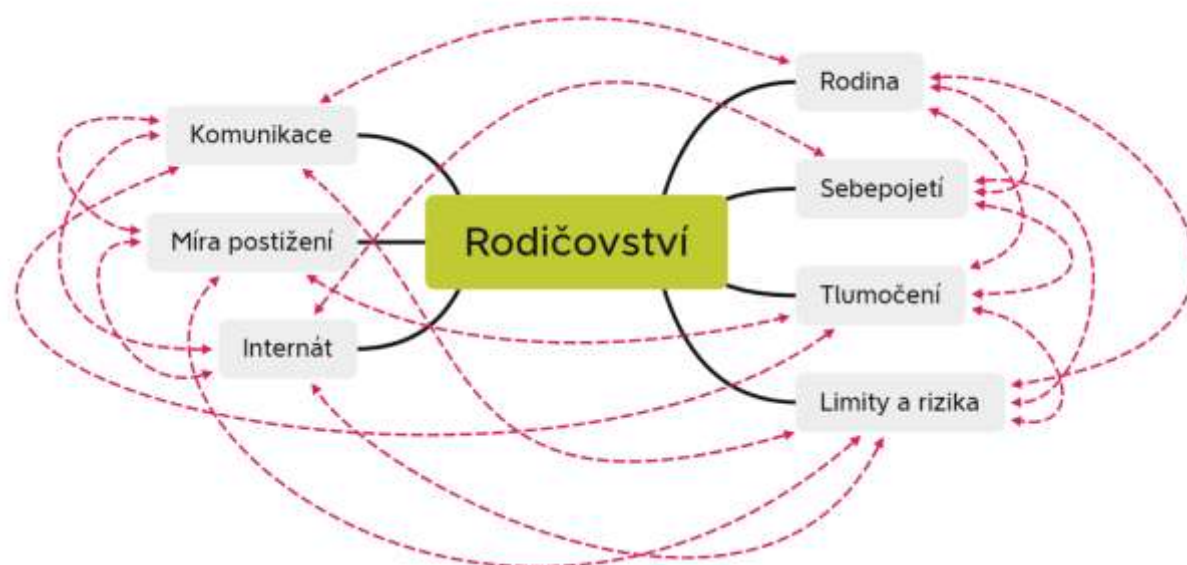 Rodina
Komunikace
Sebepojetí
Rodičovství
Míra postižení
Tlumočení
Internát
Limity a rizika